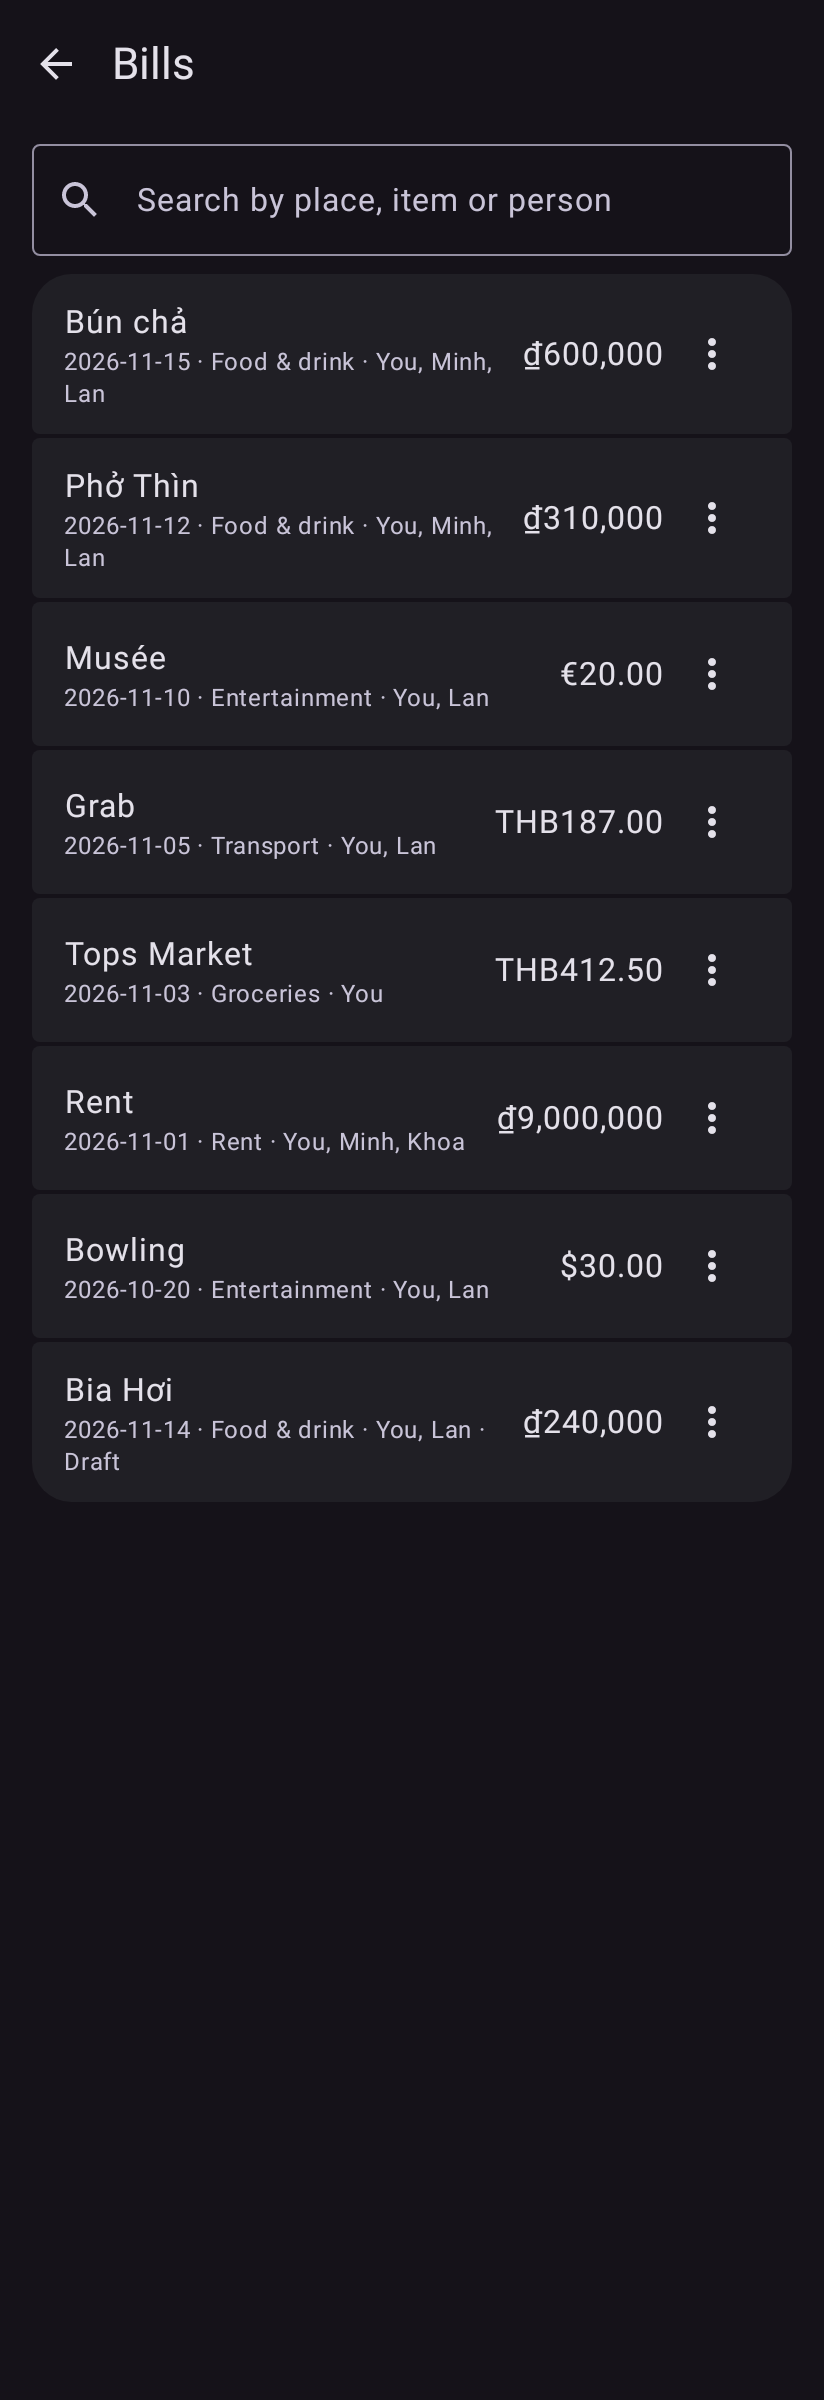 Bills
Search by place, item or person
Bún chả
2026-11-15 · Food & drink · You, Minh,
Lan
₫600,000
Phở Thìn
2026-11-12 · Food & drink · You, Minh,
Lan
₫310,000
Musée
2026-11-10 · Entertainment · You, Lan
€20.00
Grab
2026-11-05 · Transport · You, Lan
THB187.00
Tops Market
2026-11-03 · Groceries · You
THB412.50
Rent
2026-11-01 · Rent · You, Minh, Khoa
₫9,000,000
Bowling
2026-10-20 · Entertainment · You, Lan
$30.00
Bia Hơi
2026-11-14 · Food & drink · You, Lan ·
Draft
₫240,000